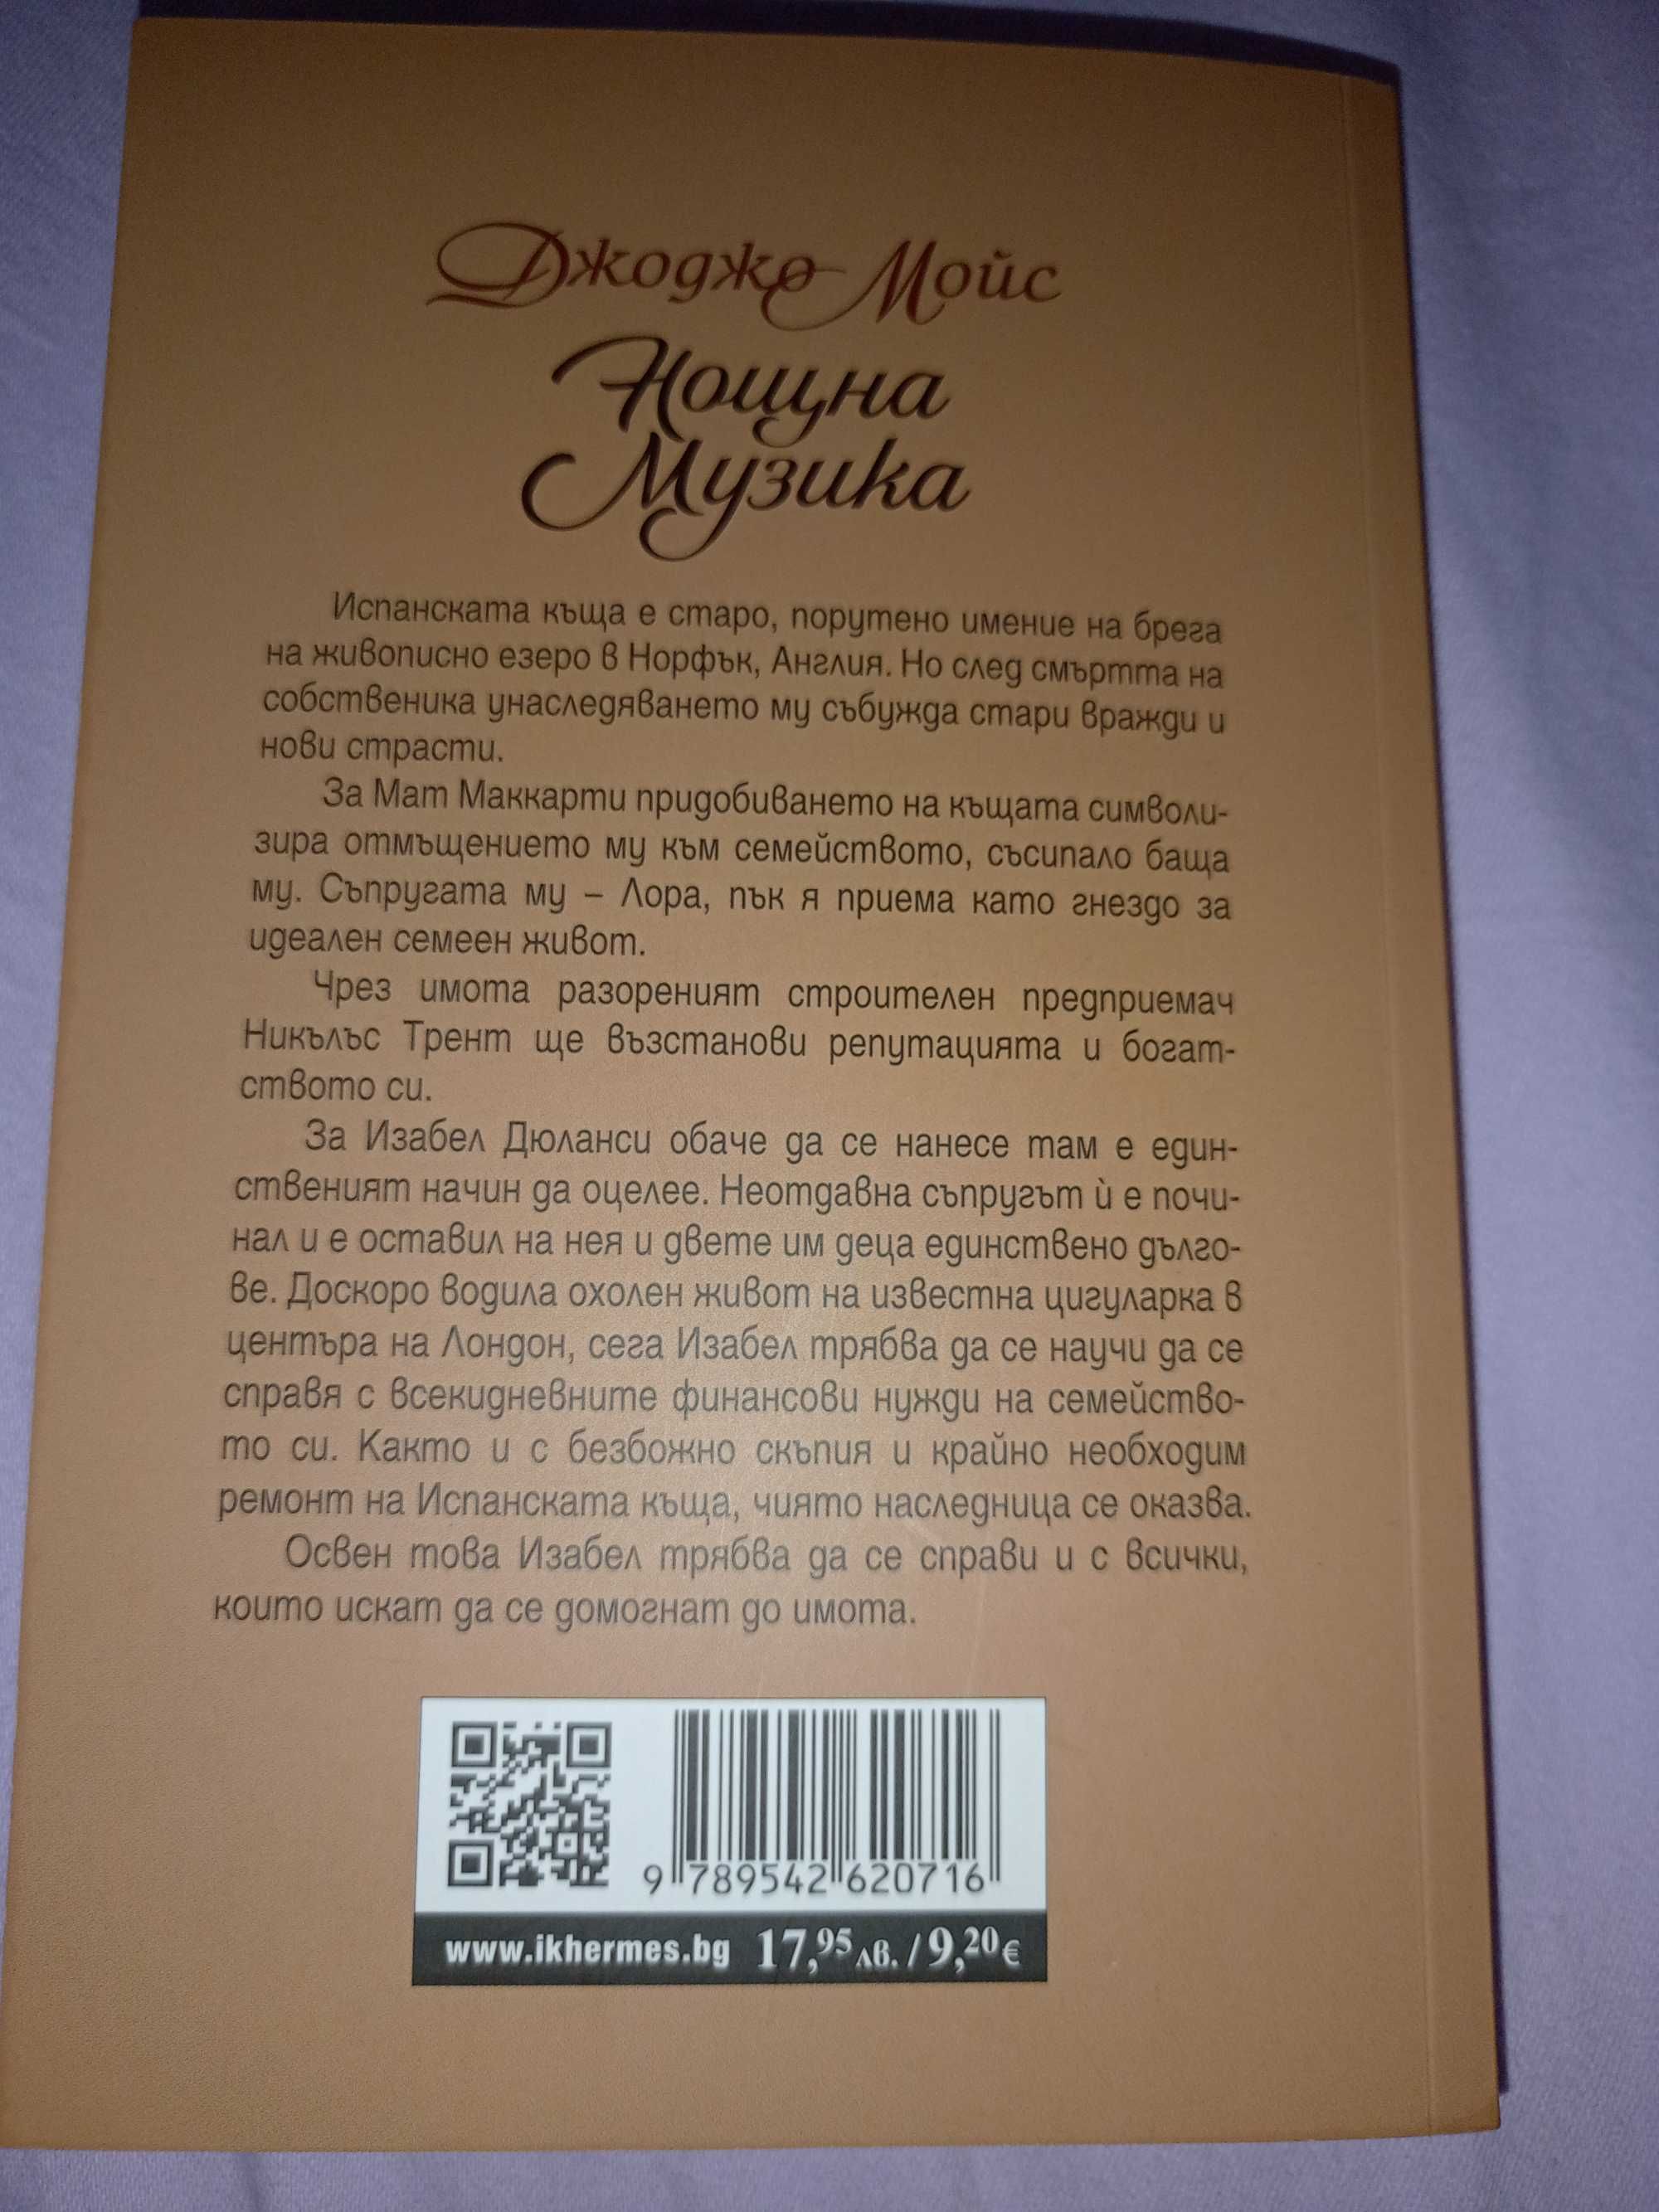 Джоджо Мойс
Нощна
Музика
Испанската къща е старо, порутено имение на брега
на живописно езеро в Норфък, Англия. Но след смъртта на
собственика унаследяването му събужда стари вражди и
нови страсти.
За Мат Маккарти придобиването на къщата символи-
зира отмъщението му към семейството, съсипало баща
му. Съпругата му – Лора, пък я приема като гнездо за
идеален семеен живот.
Чрез имота разореният строителен предприемач
Никълъс Трент ще възстанови репутацията и богат-
ството си.
За Изабел Дюланси обаче да се нанесе там е един-
ственият начин да оцелее. Неотдавна съпругът ѝ е почи-
нал и е оставил на нея и двете им деца единствено дълго-
ве. Доскоро водила охолен живот на известна цигуларка в
центъра на Лондон, сега Изабел трябва да се научи да се
справя с всекидневните финансови нужди на семейство-
то си. Както и с безбожно скъпия и крайно необходим
ремонт на Испанската къща, чиято наследница се оказва.
Освен това Изабел трябва да се справи и с всички,
които искат да се домогнат до имота.
9 789542 620716
www.ikhermes.bg 17,95 лв. / 9,20 €